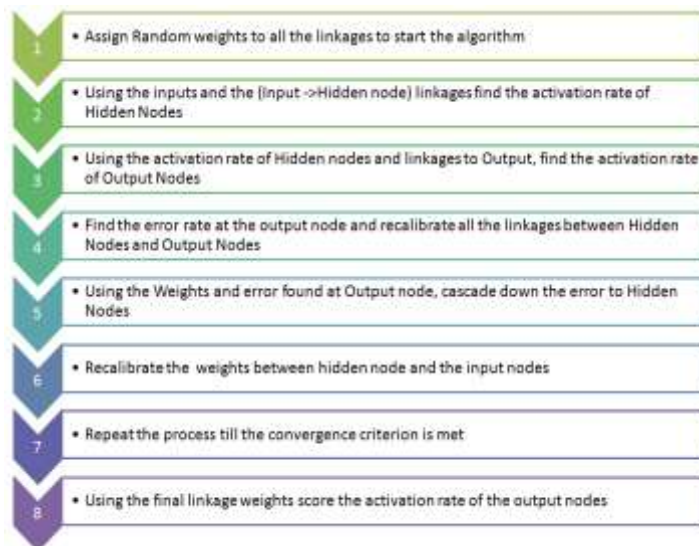 1
• Assign Random weights to all the linkages to start the algorithm
2
• Using the inputs and the (Input ->Hidden node) linkages find the activation rate of
Hidden Nodes
3
• Using the activation rate of Hidden nodes and linkages to Output, find the activation rate
of Output Nodes
4
• Find the error rate at the output node and recalibrate all the linkages between Hidden
Nodes and Output Nodes
5
• Using the Weights and error found at Output node, cascade down the error to Hidden
Nodes
6
• Recalibrate the weights between hidden node and the input nodes
7
• Repeat the process till the convergence criterion is met
8
• Using the final linkage weights score the activation rate of the output nodes